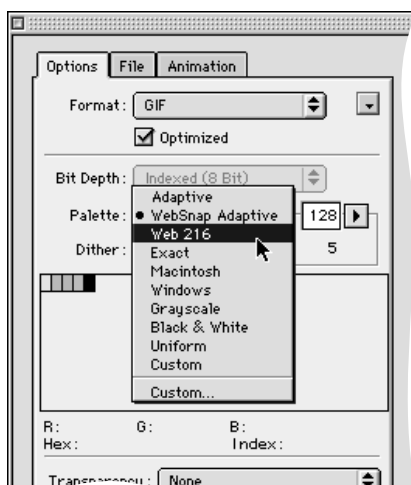 Options File Animation
Format: GIF
Optimized
Bit Depth: Indexed (8 Bit)
Adaptive
Palette: WebSnap Adaptive 128
Web 216
Dither: 5
Exact
Macintosh
Windows
Grayscale
Black & White
Uniform
Custom
Custom...
R: G: B:
Hex: Index:
Transparency: None